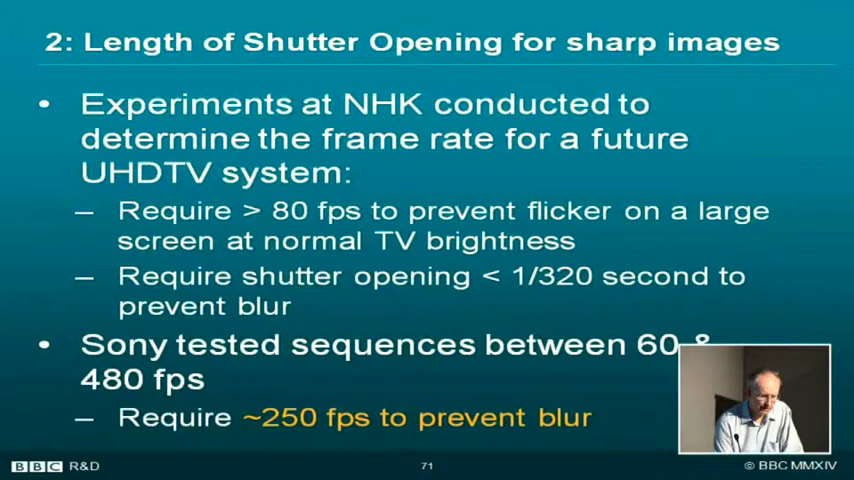 2: Length of Shutter Opening for sharp images
• Experiments at NHK conducted to
determine the frame rate for a future
UHDTV system:
– Require > 80 fps to prevent flicker on a large
screen at normal TV brightness
– Require shutter opening < 1/320 second to
prevent blur
• Sony tested sequences between 60 &
480 fps
– Require ~250 fps to prevent blur
BBC R&D
71
© BBC MMXIV